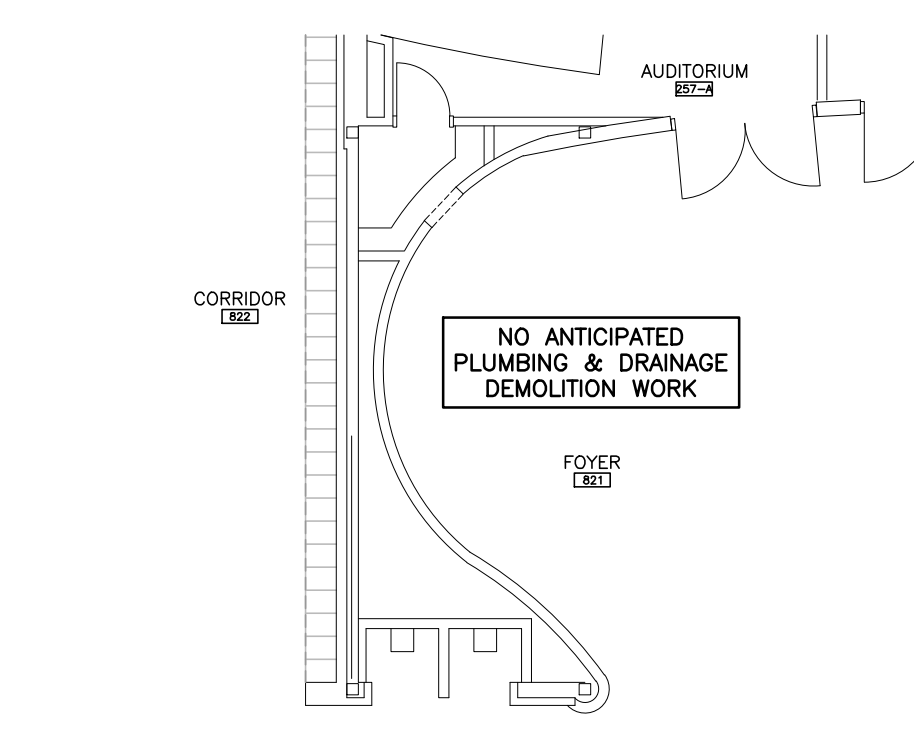 AUDITORIUM
257-A
CORRIDOR
822
NO ANTICIPATED
PLUMBING & DRAINAGE
DEMOLITION WORK
FOYER
821